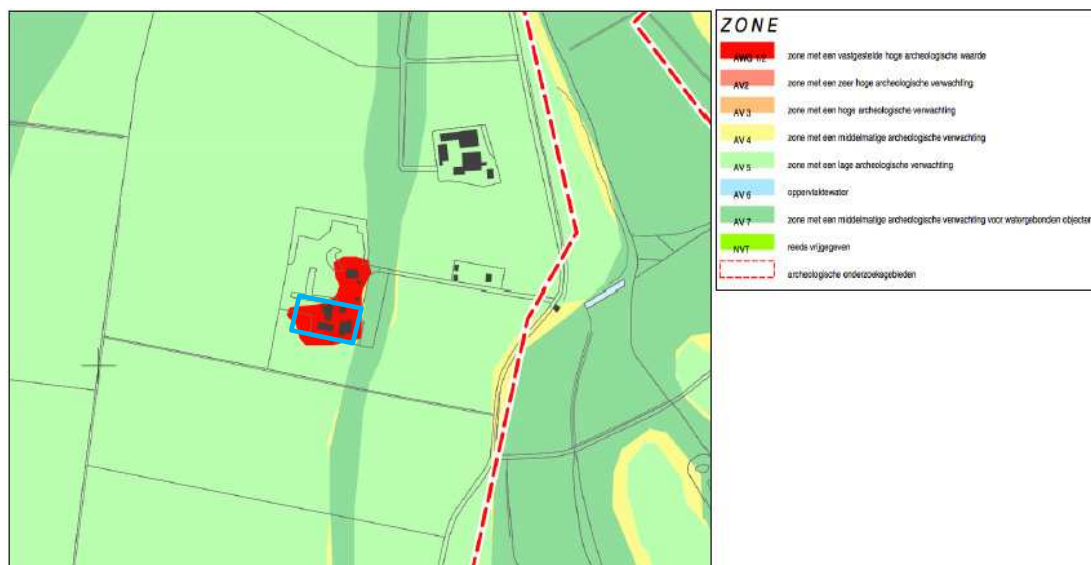 ZONE
AWG 1/2 zone met een vastgestelde hoge archeologische waarde
AV2 zone met een zeer hoge archeologische verwachting
AV 3 zone met een hoge archeologische verwachting
AV 4 zone met een middelmatige archeologische verwachting
AV 5 zone met een lage archeologische verwachting
AV 6 oppervlaktewater
AV 7 zone met een middelmatige archeologische verwachting voor watergebonden objecten
NVT reeds vrijgegeven
archeologische onderzoeksgebieden